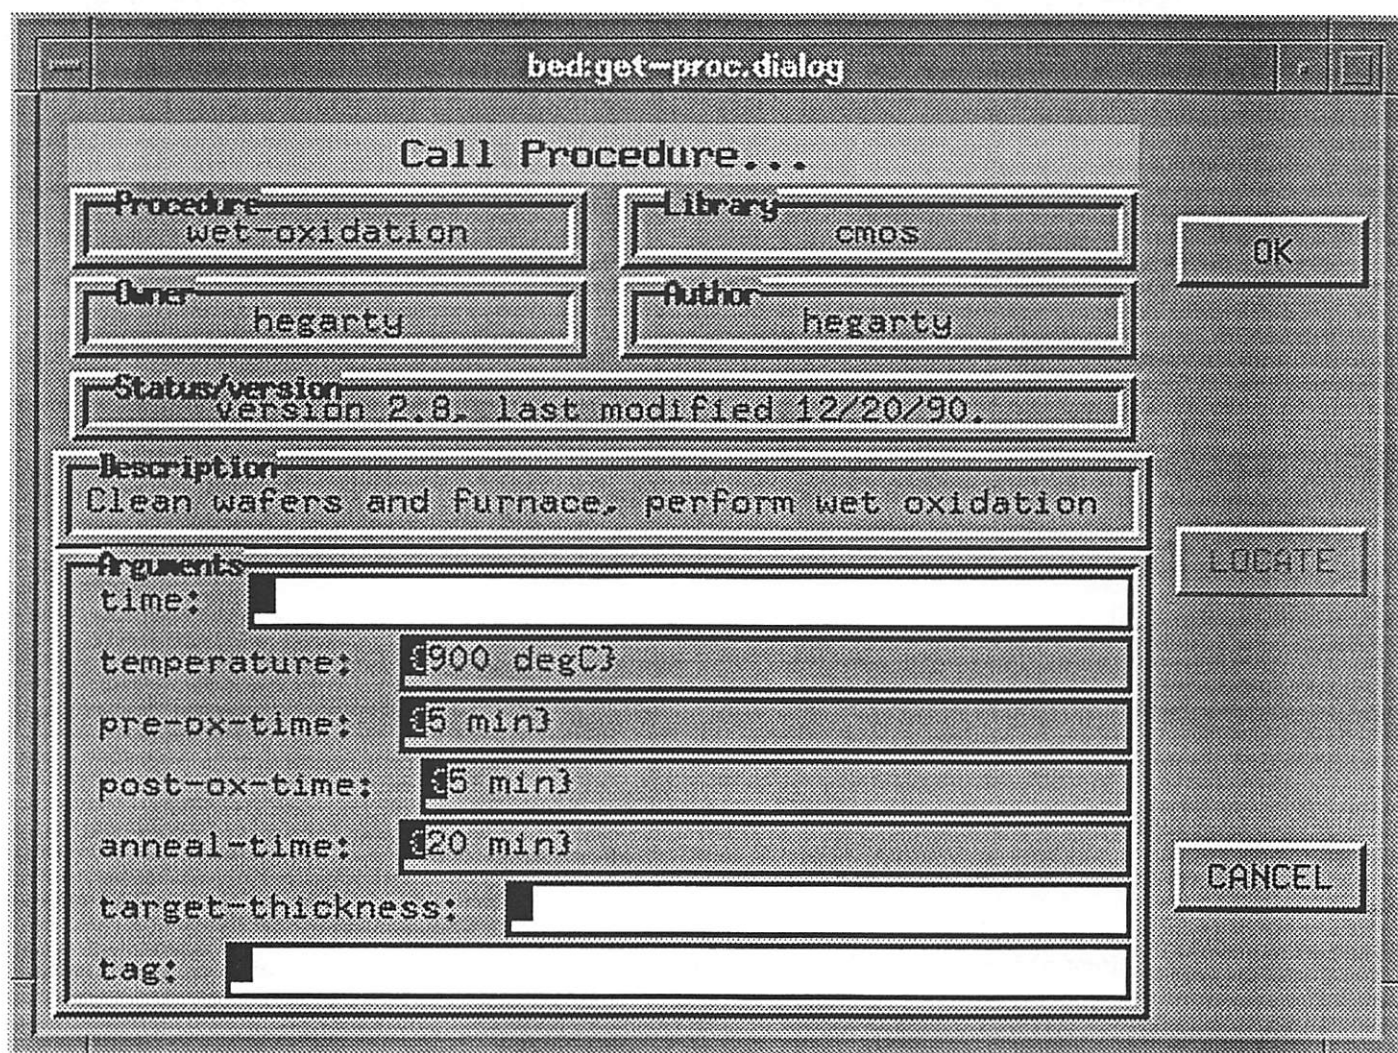 bed:get-proc.dialog
Call Procedure...
Procedure
wet-oxidation
Library
cmos
OK
Owner
hegarty
Author
hegarty
Status/version
version 2.8, last modified 12/20/90.
Description
Clean wafers and furnace, perform wet oxidation
LOCATE
Arguments
time:
temperature: {900 degC}
pre-ox-time: {5 min}
post-ox-time: {5 min}
anneal-time: {20 min}
CANCEL
target-thickness:
tag: